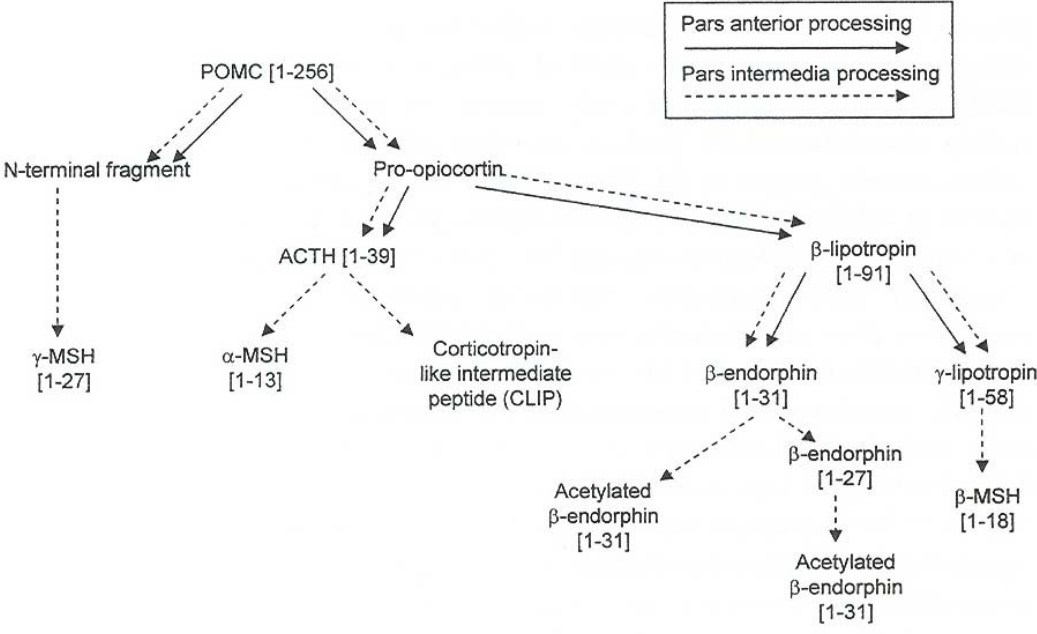 Pars anterior processing
POMC [1-256]
Pars intermedia processing
N-terminal fragment
Pro-opiocortin
ACTH [1-39]
β-lipotropin
[1-91]
γ-MSH
[1-27]
α-MSH
[1-13]
Corticotropin-
like intermediate
peptide (CLIP)
β-endorphin
[1-31]
γ-lipotropin
[1-58]
β-endorphin
[1-27]
Acetylated
β-endorphin
[1-31]
β-MSH
[1-18]
Acetylated
β-endorphin
[1-31]